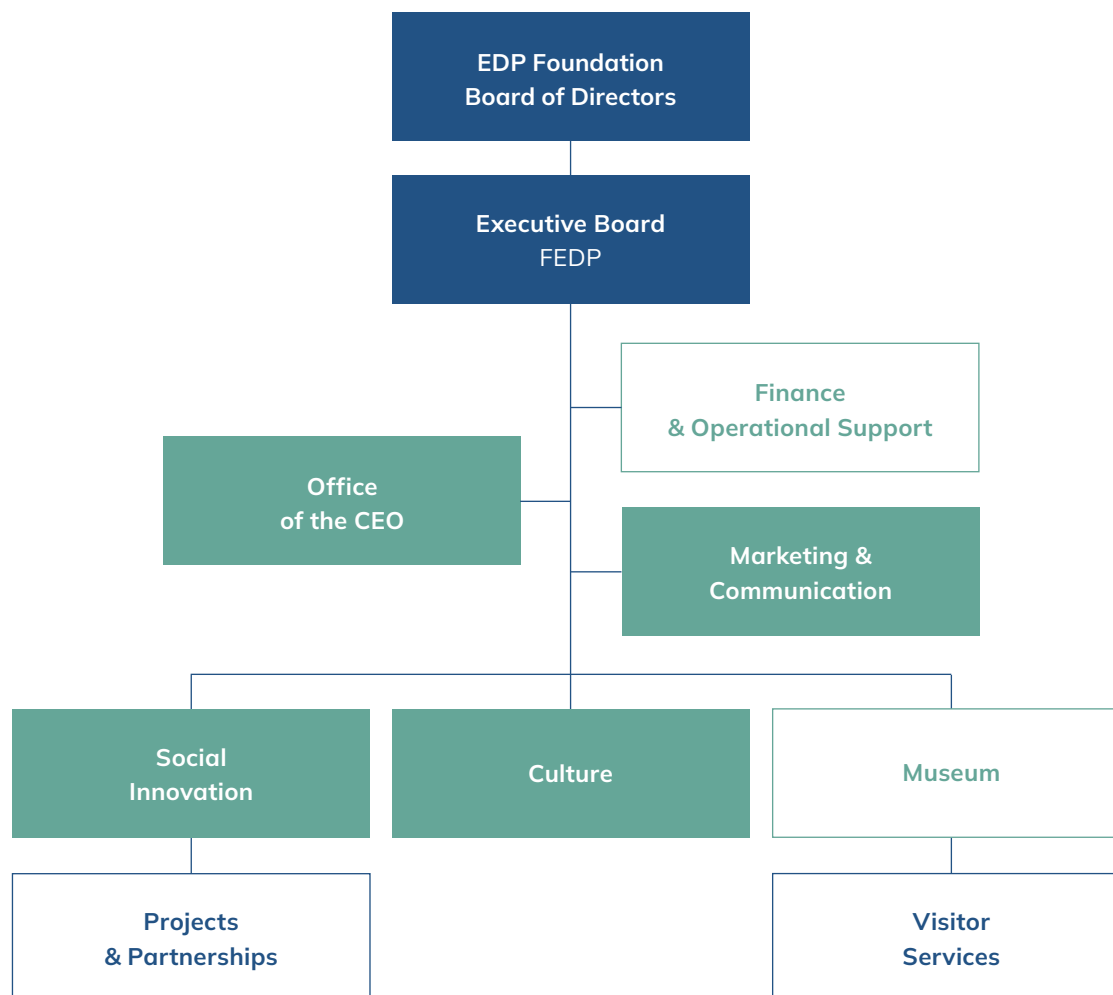 EDP Foundation
Board of Directors
Executive Board
FEDP
Finance
& Operational Support
Office
of the CEO
Marketing &
Communication
Social
Innovation
Culture
Museum
Projects
& Partnerships
Visitor
Services